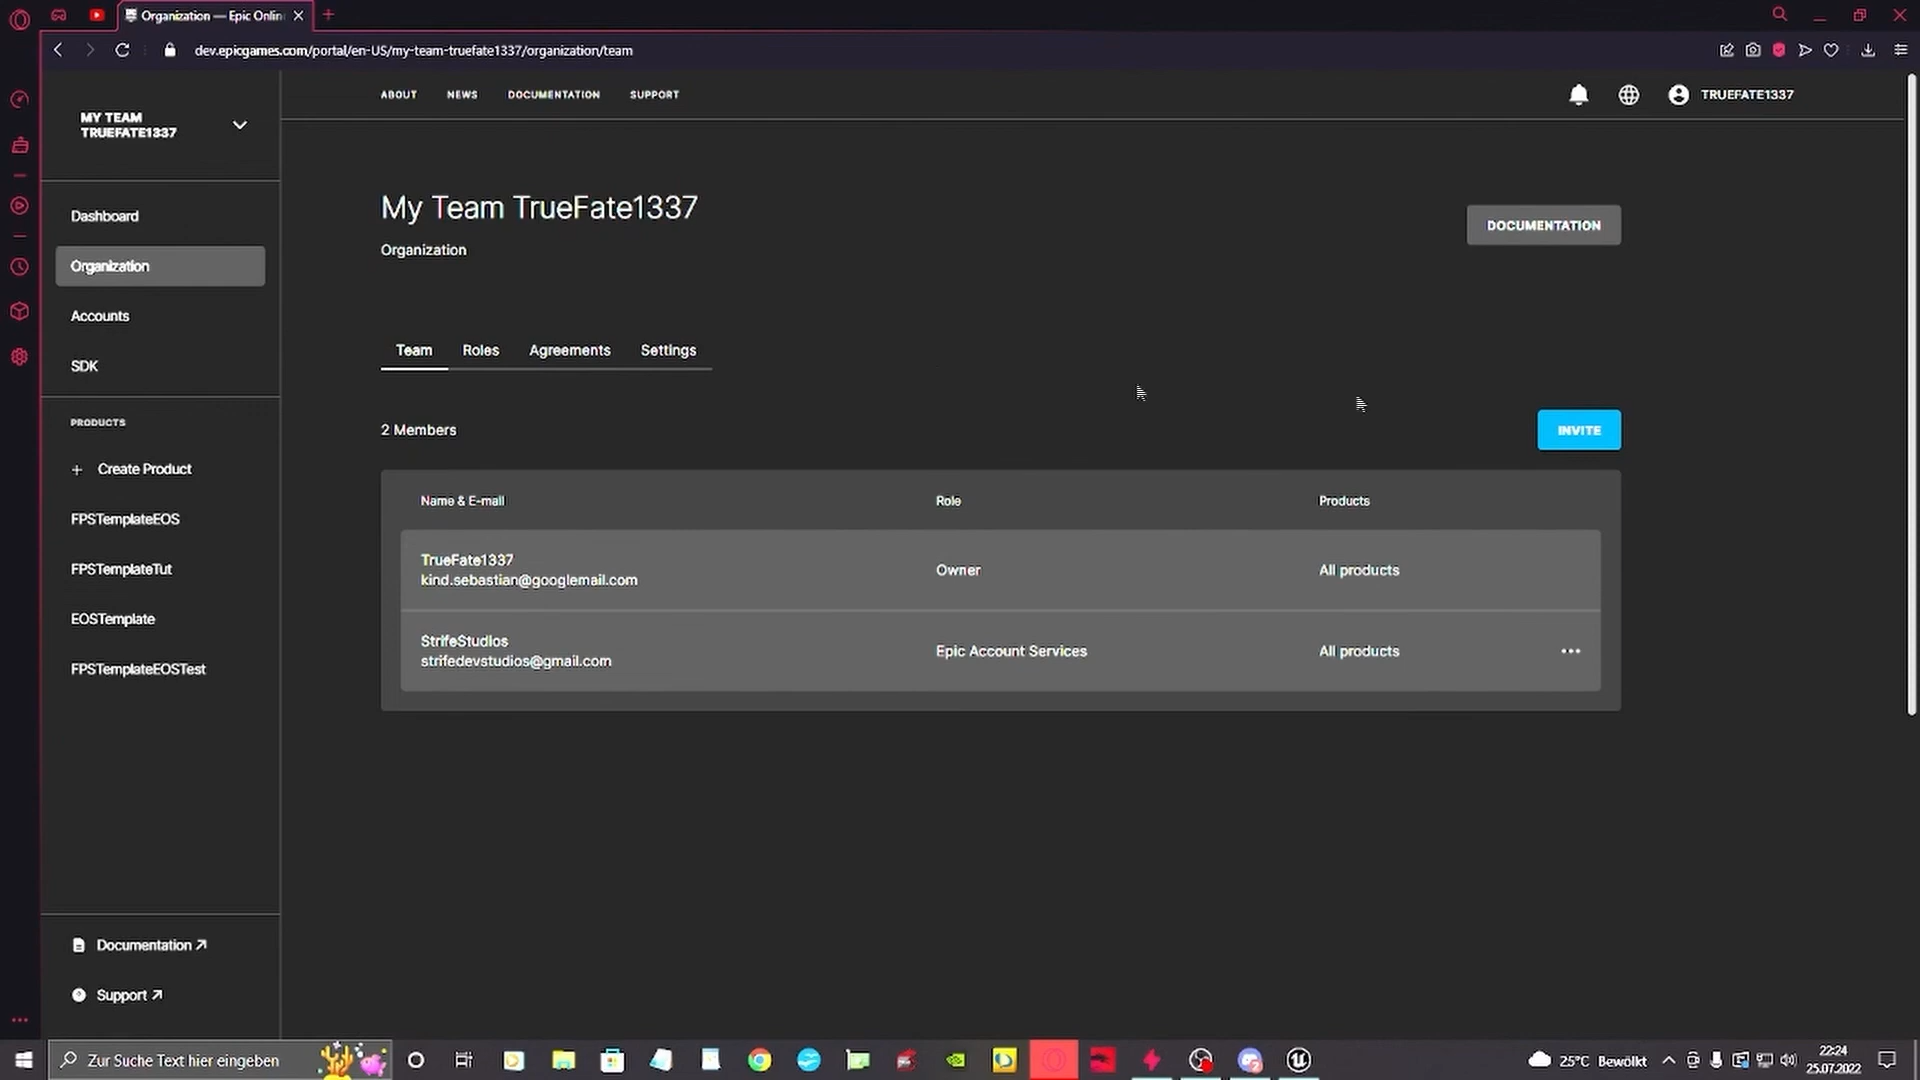 Organization — Epic Onlin
dev.epicgames.com/portal/en-US/my-team-truefate1337/organization/team
MY TEAM
TRUEFATE1337
ABOUT
NEWS
DOCUMENTATION
SUPPORT
TRUEFATE1337
Dashboard
Organization
Accounts
SDK
PRODUCTS
+ Create Product
FPSTemplateEOS
FPSTemplateTut
EOSTemplate
FPSTemplateEOSTest
Documentation
Support
My Team TrueFate1337
Organization
DOCUMENTATION
Team
Roles
Agreements
Settings
2 Members
INVITE
Name & E-mail
Role
Products
TrueFate1337
kind.sebastian@googlemail.com
Owner
All products
StrifeStudios
strifedevstudios@gmail.com
Epic Account Services
All products
Zur Suche Text hier eingeben
25°C Bewölkt
22:24
25.07.2022